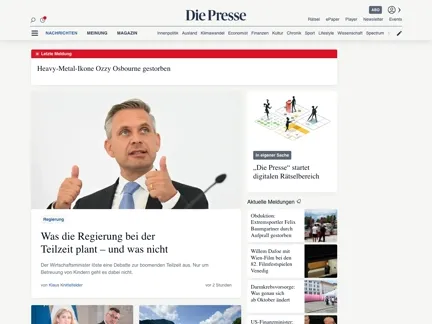 Die Presse
ABO
Rätsel ePaper Player Newsletter Events
NACHRICHTEN MEINUNG MAGAZIN
Innenpolitik Ausland Klimawandel Economist Finanzen Kultur Chronik Sport Lifestyle Wissenschaft Spectrum
Letzte Meldung
Heavy-Metal-Ikone Ozzy Osbourne gestorben
Regierung
Was die Regierung bei der
Teilzeit plant – und was nicht
Der Wirtschaftsminister löste eine Debatte zur boomenden Teilzeit aus. Nur um
Betreuung von Kindern geht es dabei nicht.
von Klaus Knittelfelder
vor 2 Stunden
In eigener Sache
„Die Presse“ startet
digitalen Rätselbereich
Aktuelle Meldungen
Obduktion:
Extremsportler Felix
Baumgartner durch
Aufprall gestorben
Willem Dafoe mit
Wien-Film bei den
82. Filmfestspielen
Venedig
Darmkrebsvorsorge:
Was genau sich
ab Oktober ändert
US-Finanzminister: